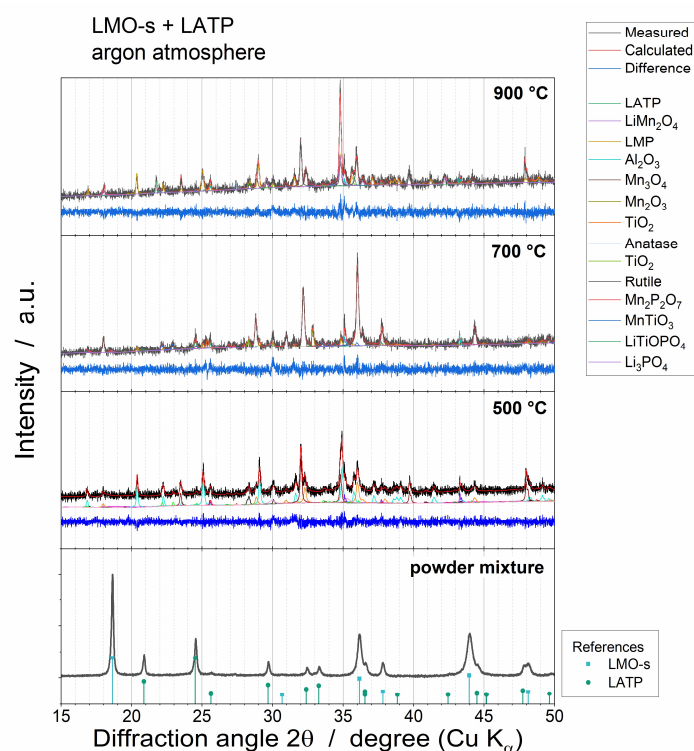 LMO-s + LATP
argon atmosphere
900 °C
700 °C
500 °C
powder mixture
Intensity / a.u.
15 20 25 30 35 40 45 50
Diffraction angle 2θ / degree (Cu Kα)
Measured
Calculated
Difference
LATP
LiMn2O4
LMP
Al2O3
Mn3O4
Mn2O3
TiO2
Anatase
TiO2
Rutile
Mn2P2O7
MnTiO3
LiTiOPO4
Li3PO4
References
LMO-s
LATP